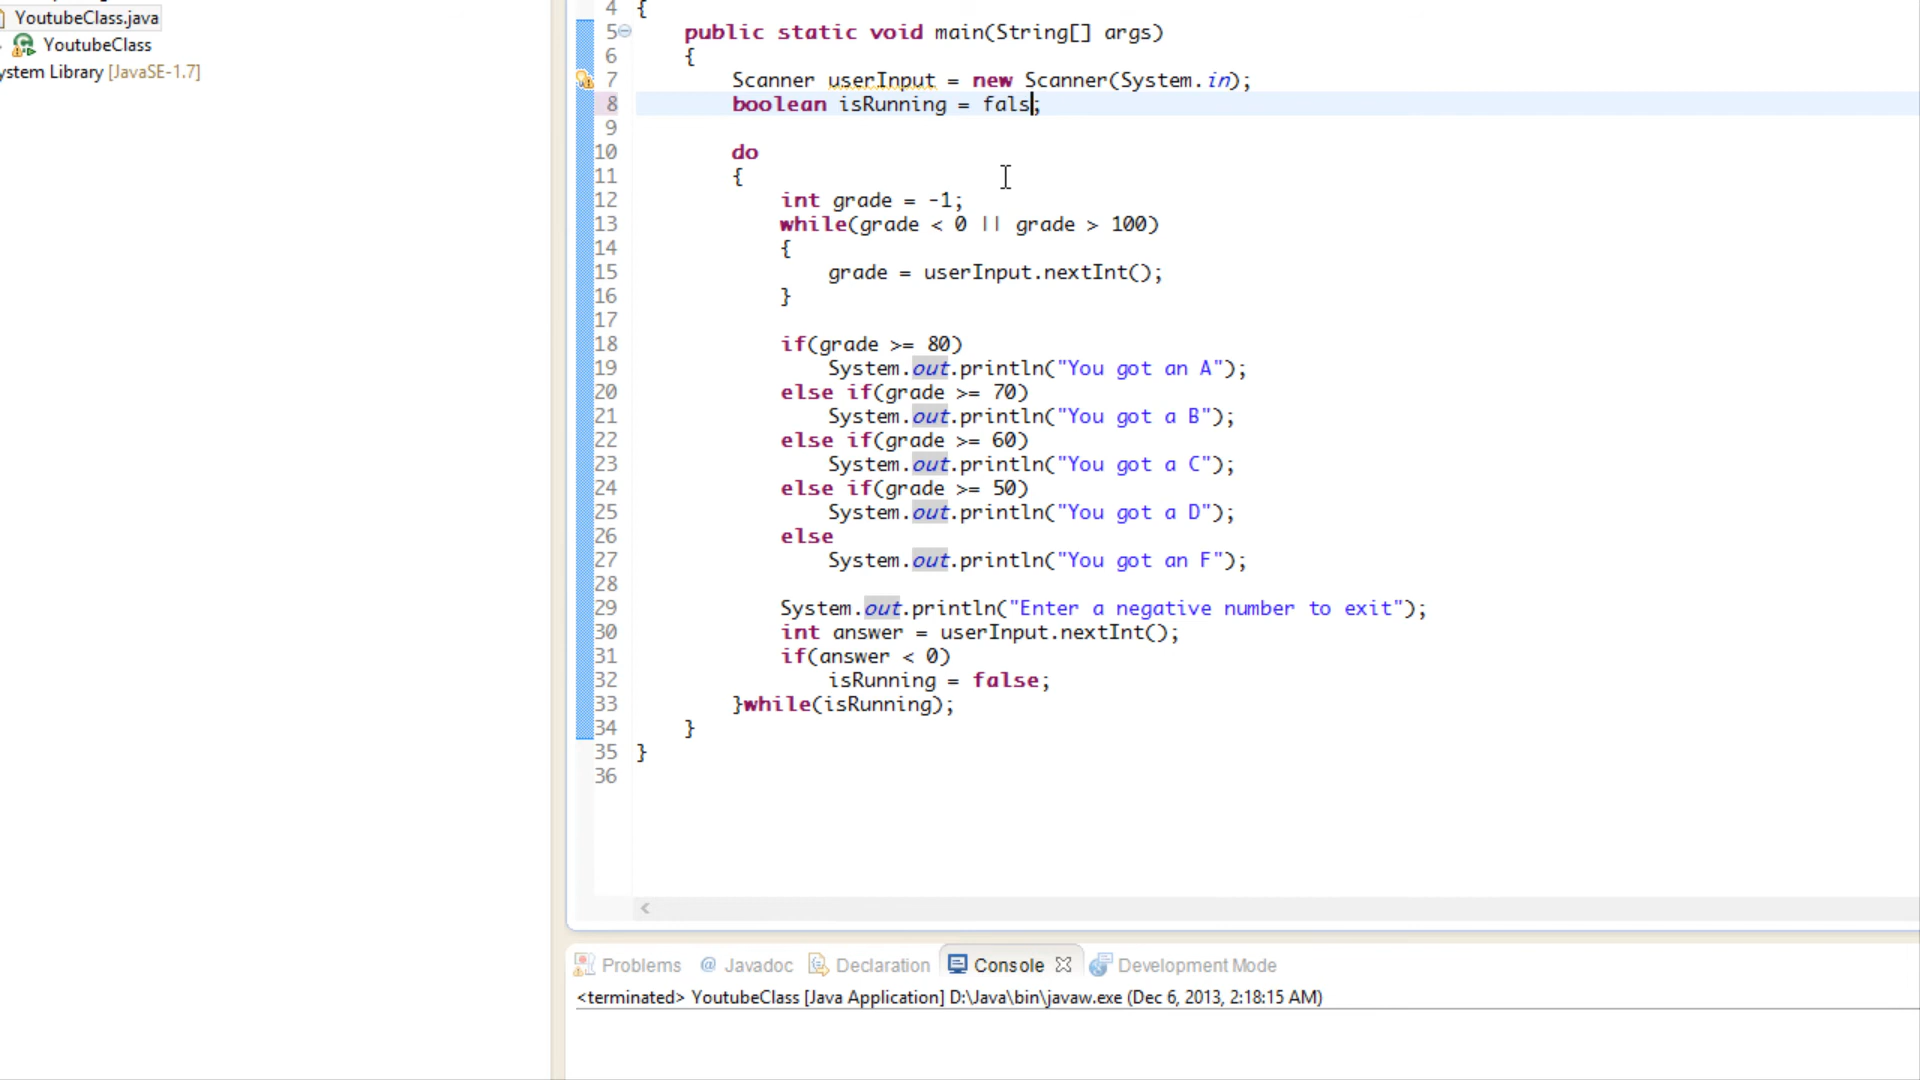 YoutubeClass.java
YoutubeClass
ystem Library [JavaSE-1.7]
4 {
5 public static void main(String[] args)
6 {
7 Scanner userInput = new Scanner(System.in);
8 boolean isRunning = fals;
9
10 do
11 {
12 int grade = -1;
13 while(grade < 0 || grade > 100)
14 {
15 grade = userInput.nextInt();
16 }
17
18 if(grade >= 80)
19 System.out.println("You got an A");
20 else if(grade >= 70)
21 System.out.println("You got a B");
22 else if(grade >= 60)
23 System.out.println("You got a C");
24 else if(grade >= 50)
25 System.out.println("You got a D");
26 else
27 System.out.println("You got an F");
28
29 System.out.println("Enter a negative number to exit");
30 int answer = userInput.nextInt();
31 if(answer < 0)
32 isRunning = false;
33 }while(isRunning);
34 }
35 }
36
Problems @ Javadoc Declaration Console Development Mode
<terminated> YoutubeClass [Java Application] D:\Java\bin\javaw.exe (Dec 6, 2013, 2:18:15 AM)